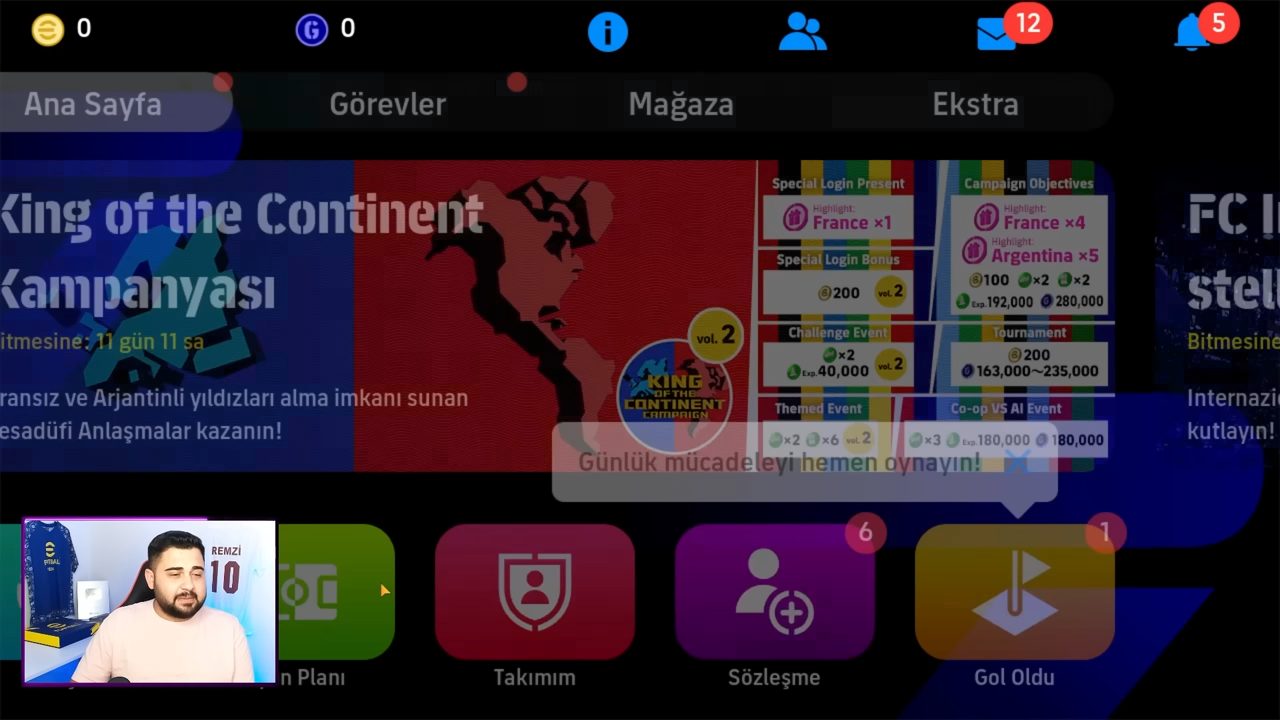 0
0
12
5
Ana Sayfa
Görevler
Mağaza
Ekstra
King of the Continent
Kampanyası
itmesine: 11 gün 11 sa
ransız ve Arjantinli yıldızları alma imkanı sunan
esadüfi Anlaşmalar kazanın!
vol. 2
KING
OF THE
CONTINENT
CAMPAIGN
Special Login Present
Highlight:
France ×1
Special Login Bonus
200
vol. 2
Challenge Event
×2
Exp. 40,000
vol. 2
Themed Event
×2 ×6 vol. 2
Campaign Objectives
Highlight:
France ×4
Highlight:
Argentina ×5
100 ×2 ×2
Exp. 192,000 280,000
Tournament
200
163,000~235,000
Co-op VS AI Event
×3 Exp. 180,000 180,000
FC I
stell
Bitmesine
Internazi
kutlayın!
Günlük mücadeleyi hemen oynayın!
6
1
REMZİ
10
n Planı
Takımım
Sözleşme
Gol Oldu